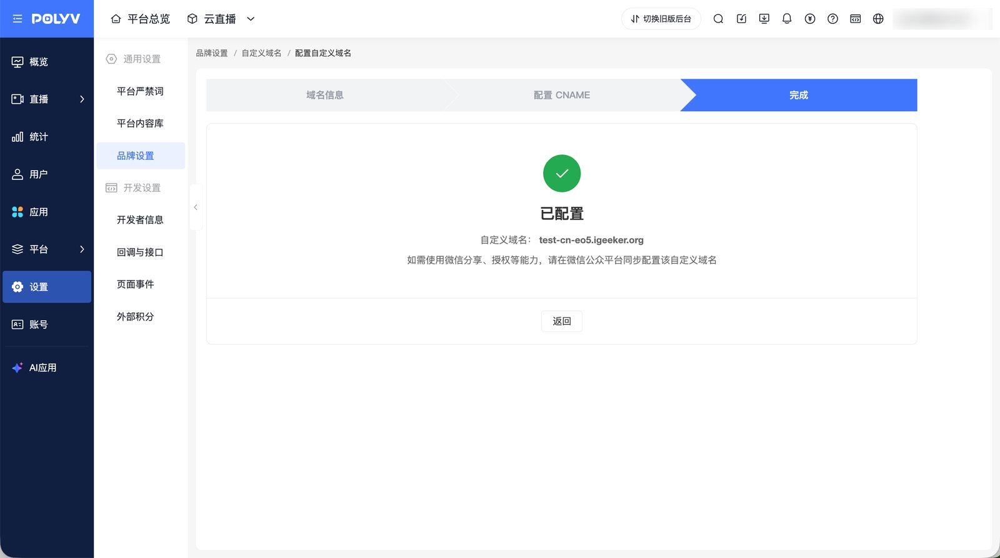 POLYV
平台总览
云直播
切换旧版后台
概览
直播
统计
用户
应用
平台
设置
账号
AI应用
通用设置
平台严禁词
平台内容库
品牌设置
开发设置
开发者信息
回调与接口
页面事件
外部积分
品牌设置 / 自定义域名 / 配置自定义域名
域名信息
配置 CNAME
完成
已配置
自定义域名： test-cn-eo5.igeeker.org
如需使用微信分享、授权等能力，请在微信公众平台同步配置该自定义域名
返回